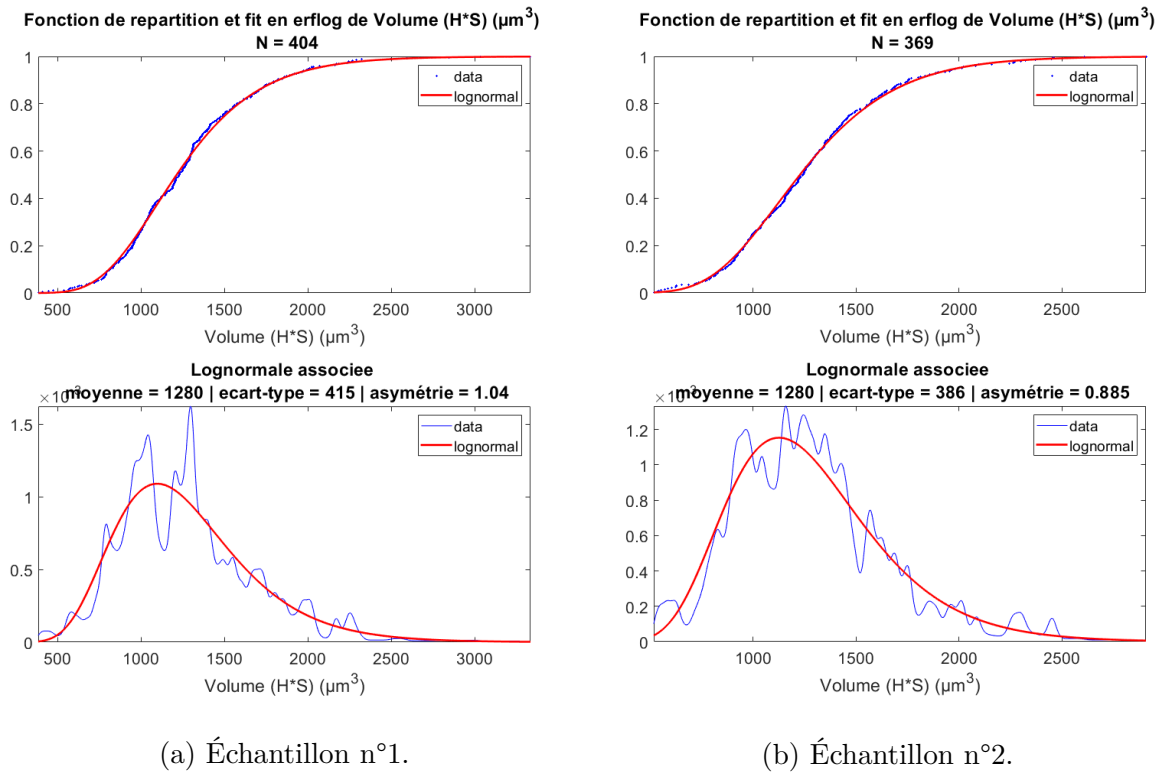 Fonction de repartition et fit en erflog de Volume (H*S) (µm³)
N = 404
1
0.8
0.6
0.4
0.2
0
data
lognormal
500
1000
1500
2000
2500
3000
Volume (H*S) (µm³)
Fonction de repartition et fit en erflog de Volume (H*S) (µm³)
N = 369
1
0.8
0.6
0.4
0.2
0
data
lognormal
1000
1500
2000
2500
Volume (H*S) (µm³)
Lognormale associee
×10⁻³
moyenne = 1280 | ecart-type = 415 | asymétrie = 1.04
1.5
1
0.5
0
data
lognormal
500
1000
1500
2000
2500
3000
Volume (H*S) (µm³)
Lognormale associee
×10⁻³
moyenne = 1280 | ecart-type = 386 | asymétrie = 0.885
1.2
1
0.8
0.6
0.4
0.2
0
data
lognormal
1000
1500
2000
2500
Volume (H*S) (µm³)
(a) Échantillon n°1.
(b) Échantillon n°2.